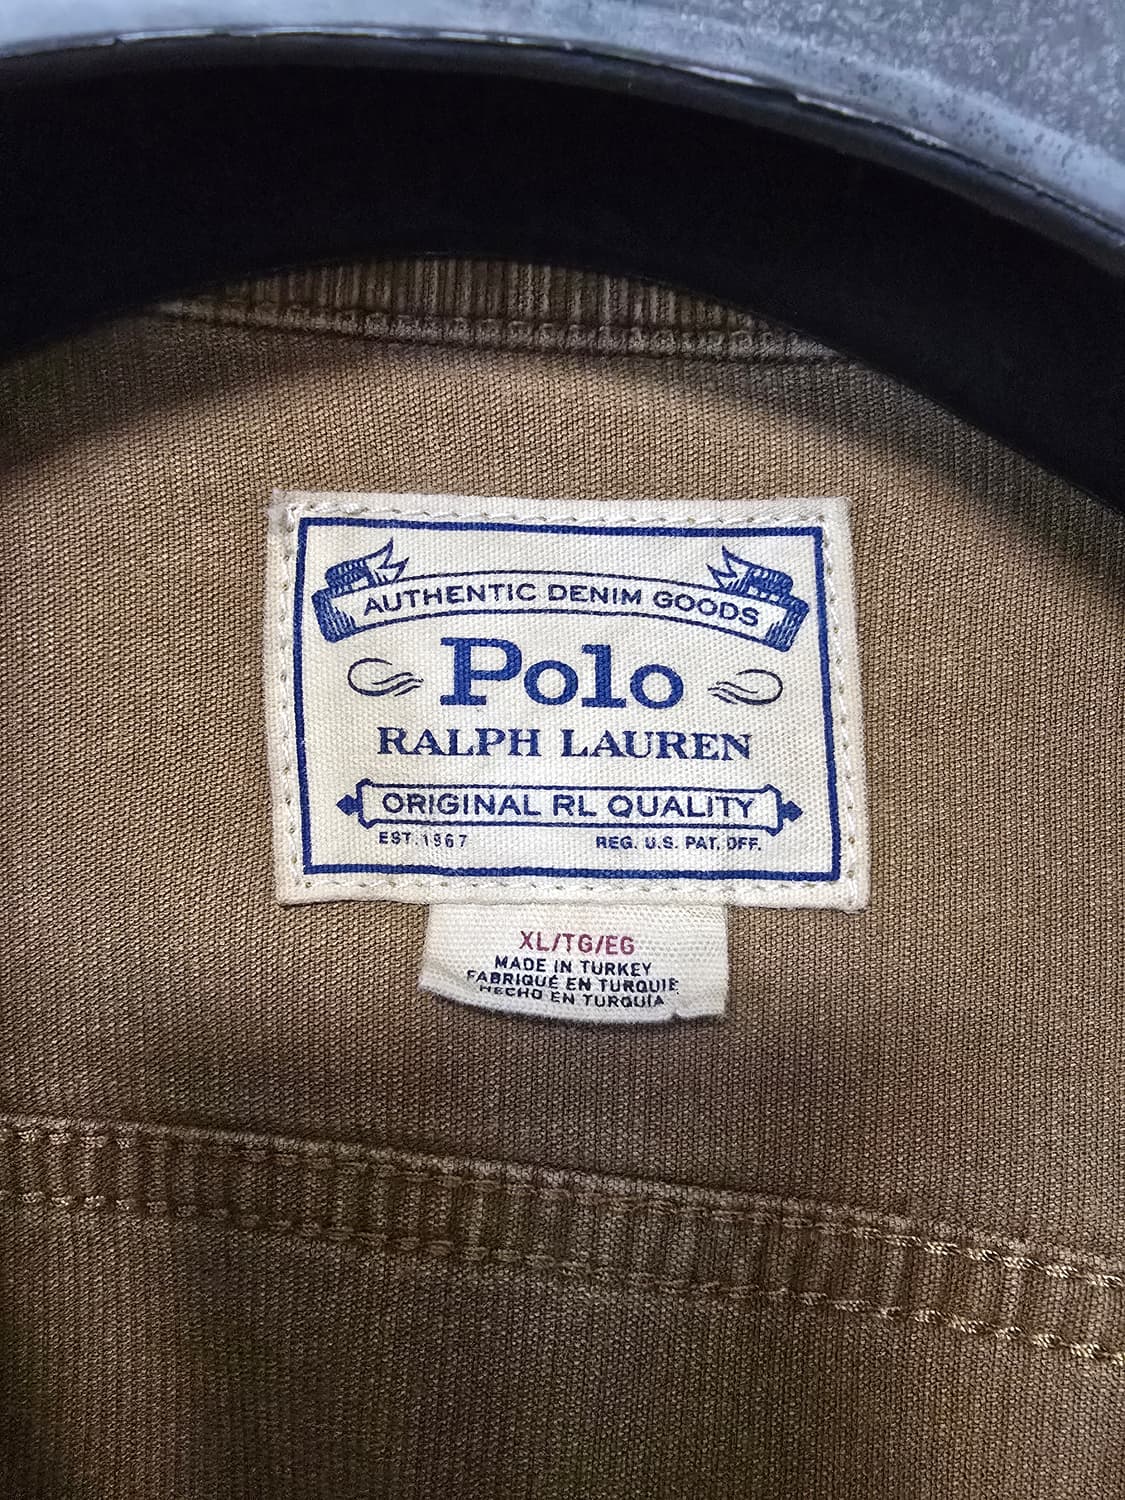 AUTHENTIC DENIM GOODS
Polo
RALPH LAUREN
ORIGINAL RL QUALITY
EST. 1967 REG. U.S. PAT. OFF.
XL/TG/EG
MADE IN TURKEY
FABRIQUÉ EN TURQUIE
HECHO EN TURQUÍA